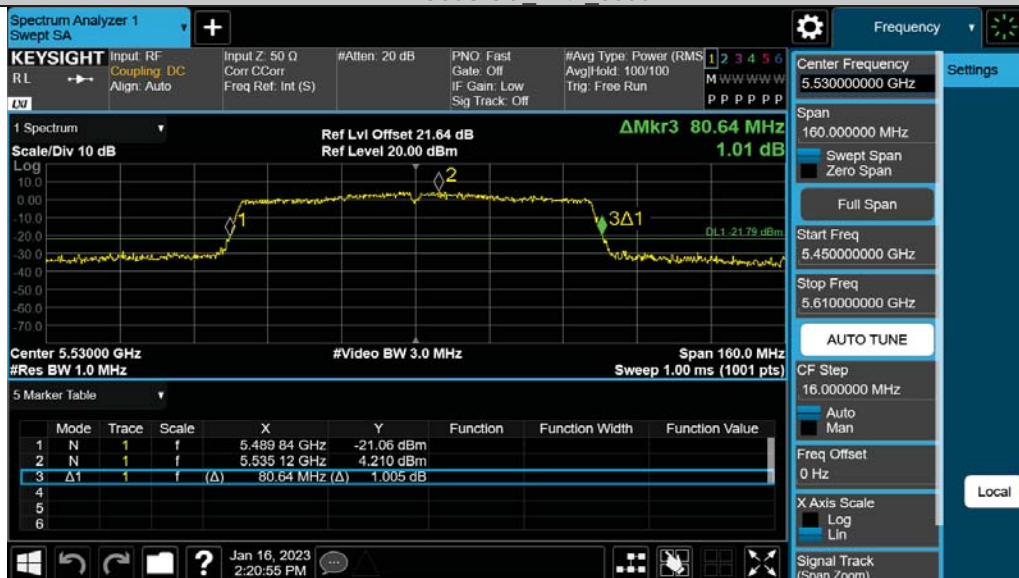 Spectrum Analyzer 1
Swept SA
Frequency
KEYSIGHT
RL
LXI
Input: RF
Coupling: DC
Align: Auto
Input Z: 50 Ω
Corr CCorr
Freq Ref: Int (S)
#Atten: 20 dB
PNO: Fast
Gate: Off
IF Gain: Low
Sig Track: Off
#Avg Type: Power (RMS
Avg|Hold: 100/100
Trig: Free Run
1 2 3 4 5 6
M W W W W W
P P P P P P
1 Spectrum
Scale/Div 10 dB
Log
Ref Lvl Offset 21.64 dB
Ref Level 20.00 dBm
ΔMkr3 80.64 MHz
1.01 dB
10.0
0.00
-10.0
-20.0
-30.0
-40.0
-50.0
-60.0
-70.0
1
2
3Δ1
DL1 -21.79 dBm
Center 5.53000 GHz
#Res BW 1.0 MHz
#Video BW 3.0 MHz
Span 160.0 MHz
Sweep 1.00 ms (1001 pts)
5 Marker Table
Mode Trace Scale X Y Function Function Width Function Value
1 N 1 f 5.489 84 GHz -21.06 dBm
2 N 1 f 5.535 12 GHz 4.210 dBm
3 Δ1 1 f (Δ) 80.64 MHz (Δ) 1.005 dB
4
5
6
?
Jan 16, 2023
2:20:55 PM
Center Frequency
5.530000000 GHz
Span
160.000000 MHz
Swept Span
Zero Span
Full Span
Start Freq
5.450000000 GHz
Stop Freq
5.610000000 GHz
AUTO TUNE
CF Step
16.000000 MHz
Auto
Man
Freq Offset
0 Hz
X Axis Scale
Log
Lin
Signal Track
(Span Zoom)
Settings
Local